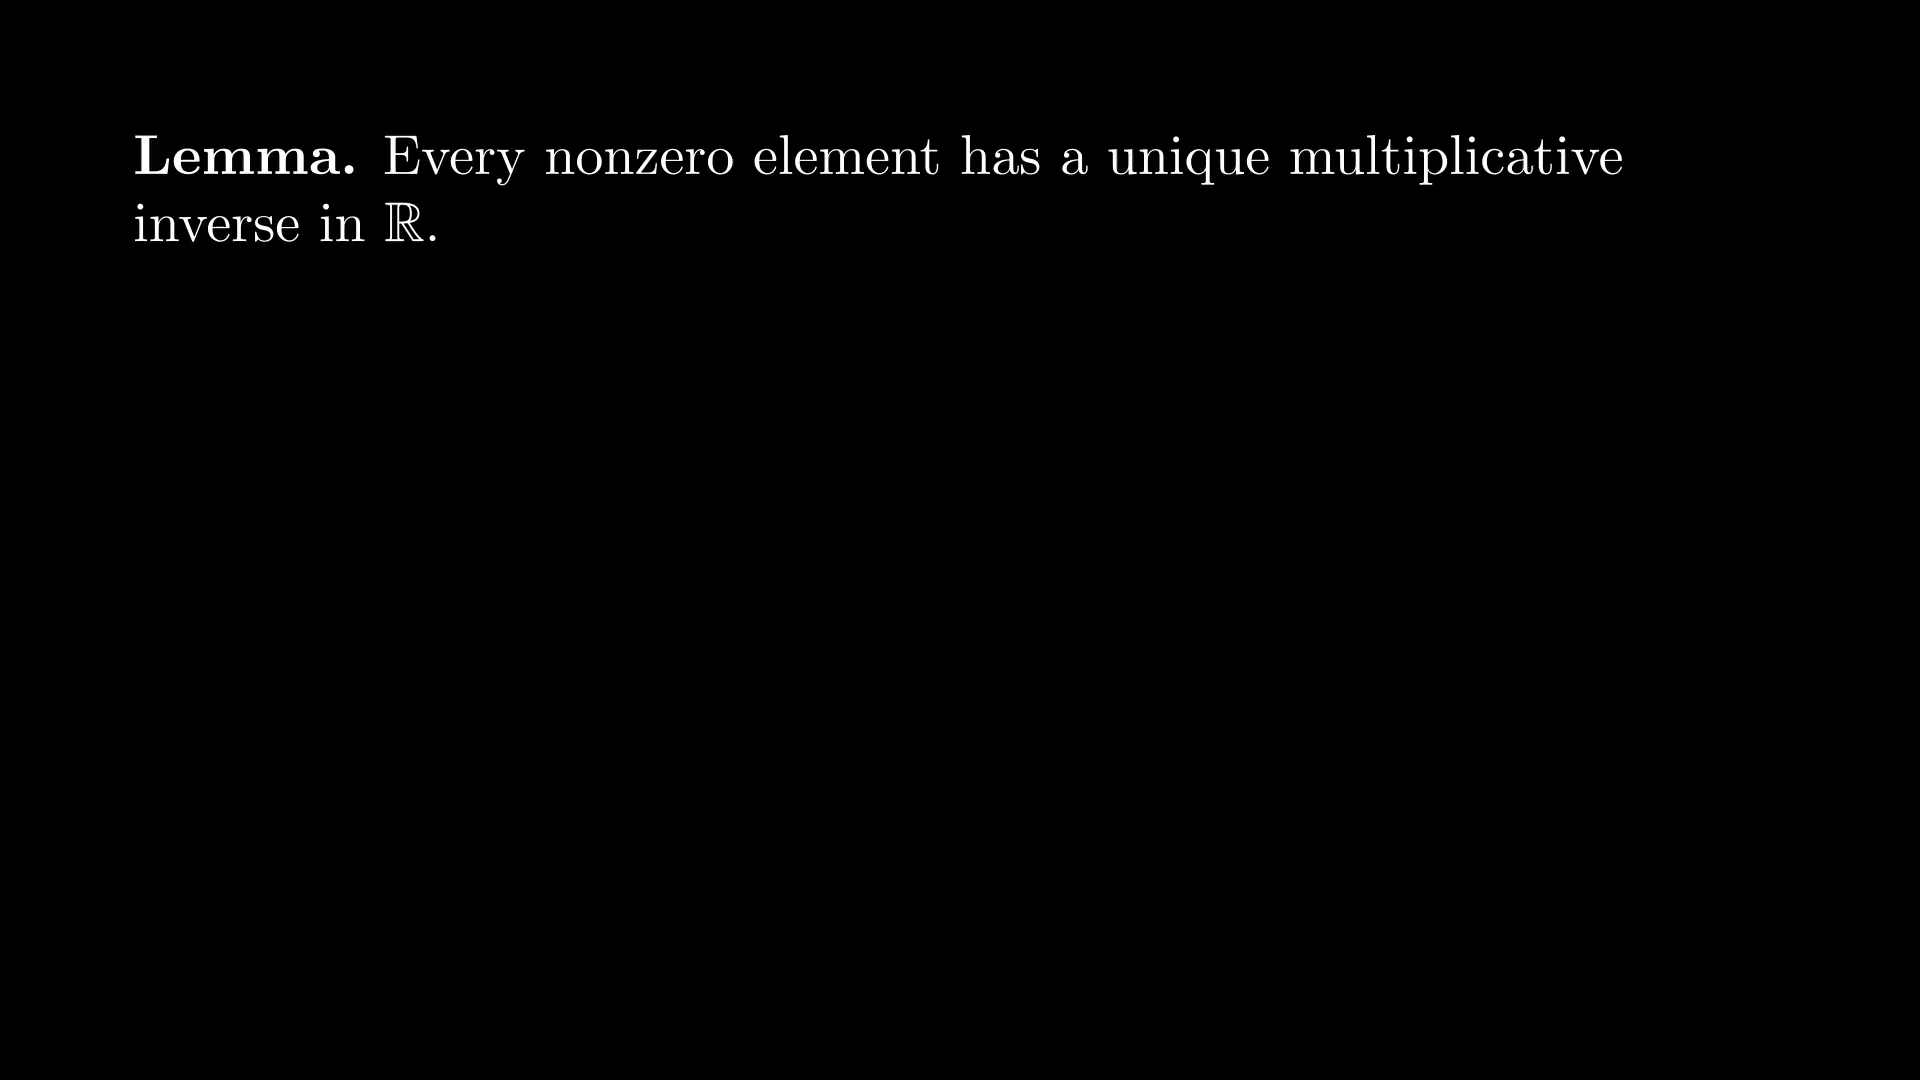 Lemma. Every nonzero element has a unique multiplicative
inverse in ℝ.